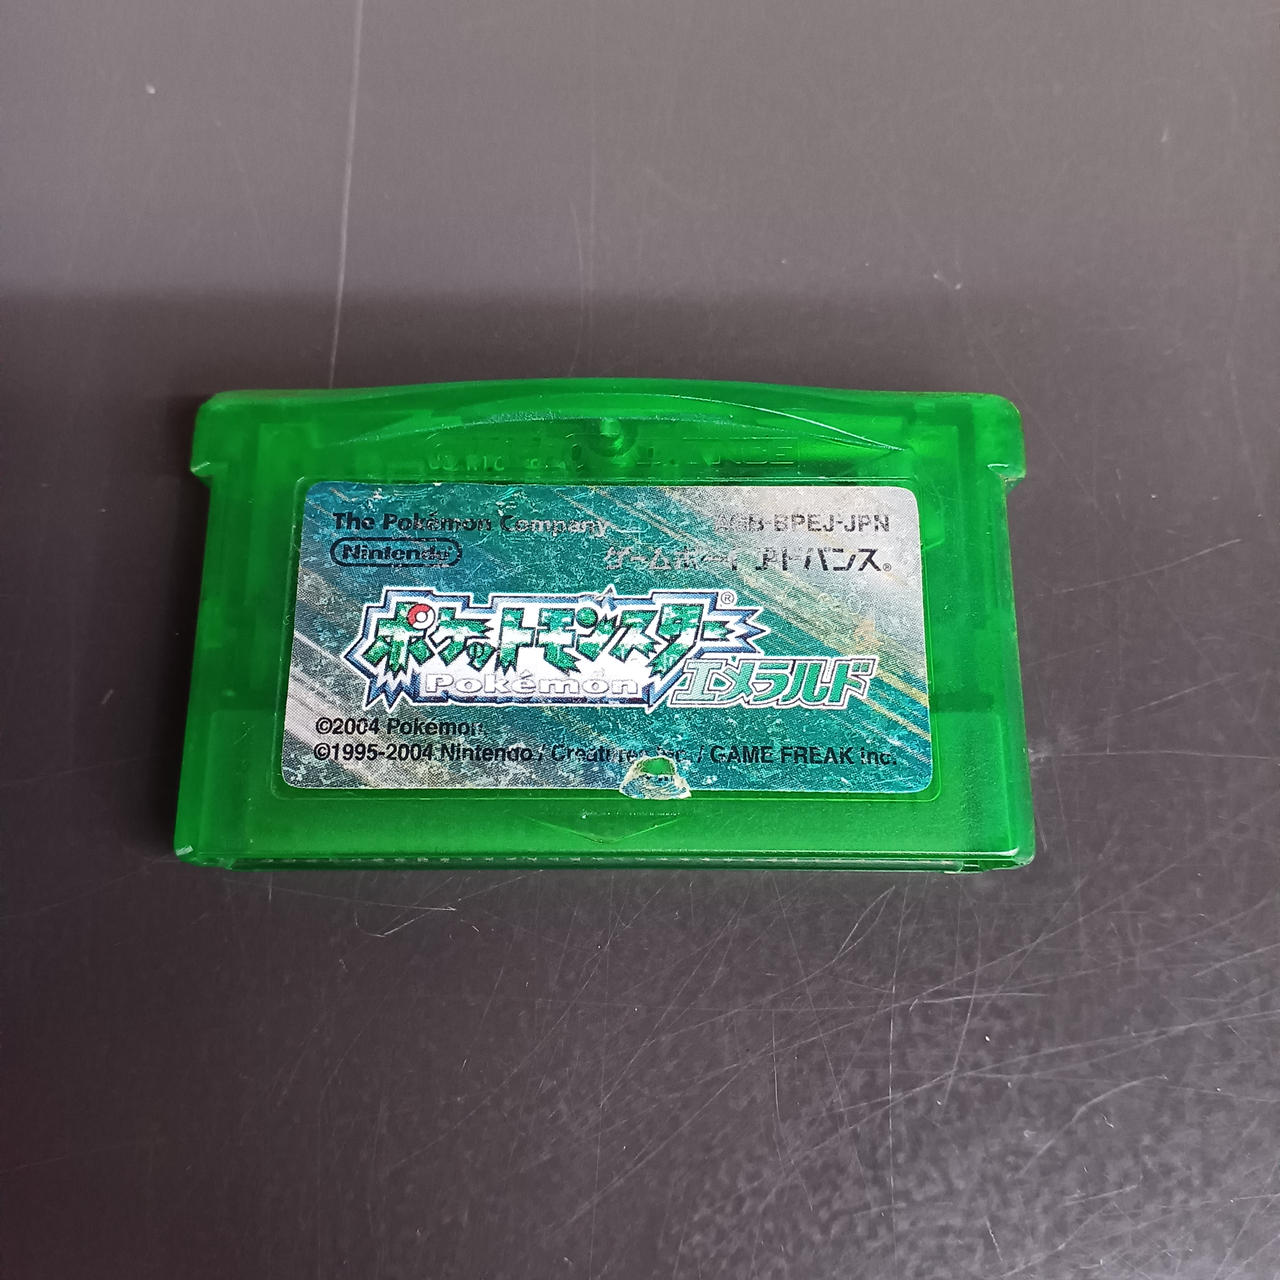 The Pokémon Company AGB-BPEJ-JPN
Nintendo ゲームボーイアドバンス®
ポケットモンスター®
Pokémon エメラルド
©2004 Pokémon.
©1995-2004 Nintendo / Creatures Inc. / GAME FREAK inc.